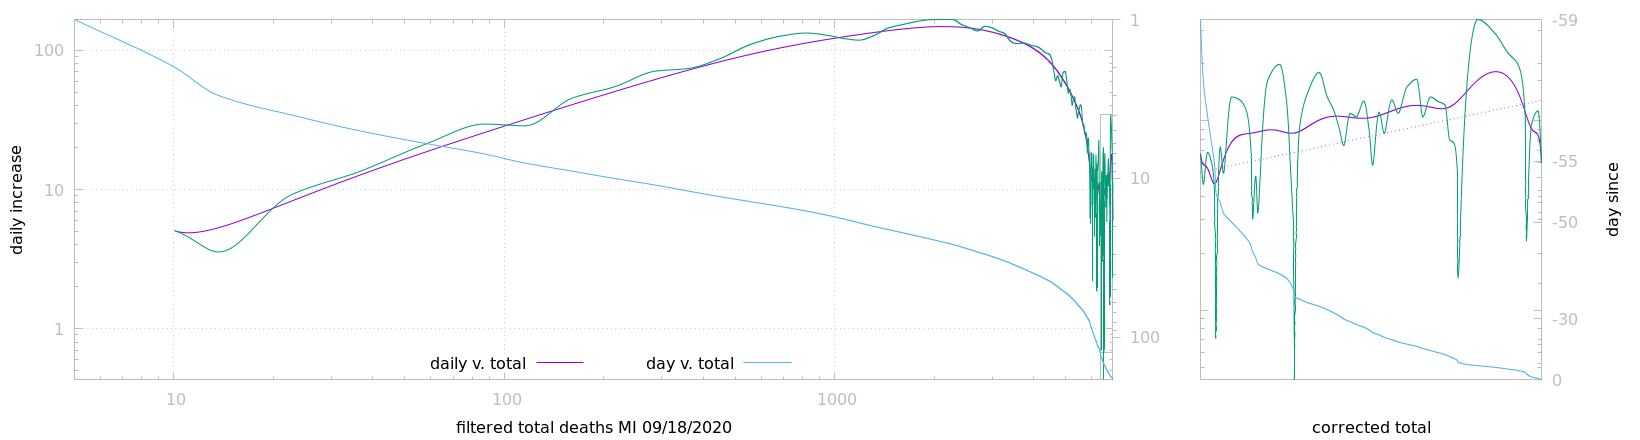 daily increase
100
10
1
daily v. total
day v. total
10
100
1000
filtered total deaths MI 09/18/2020
1
10
100
-59
-55
-50
-30
0
day since
corrected total